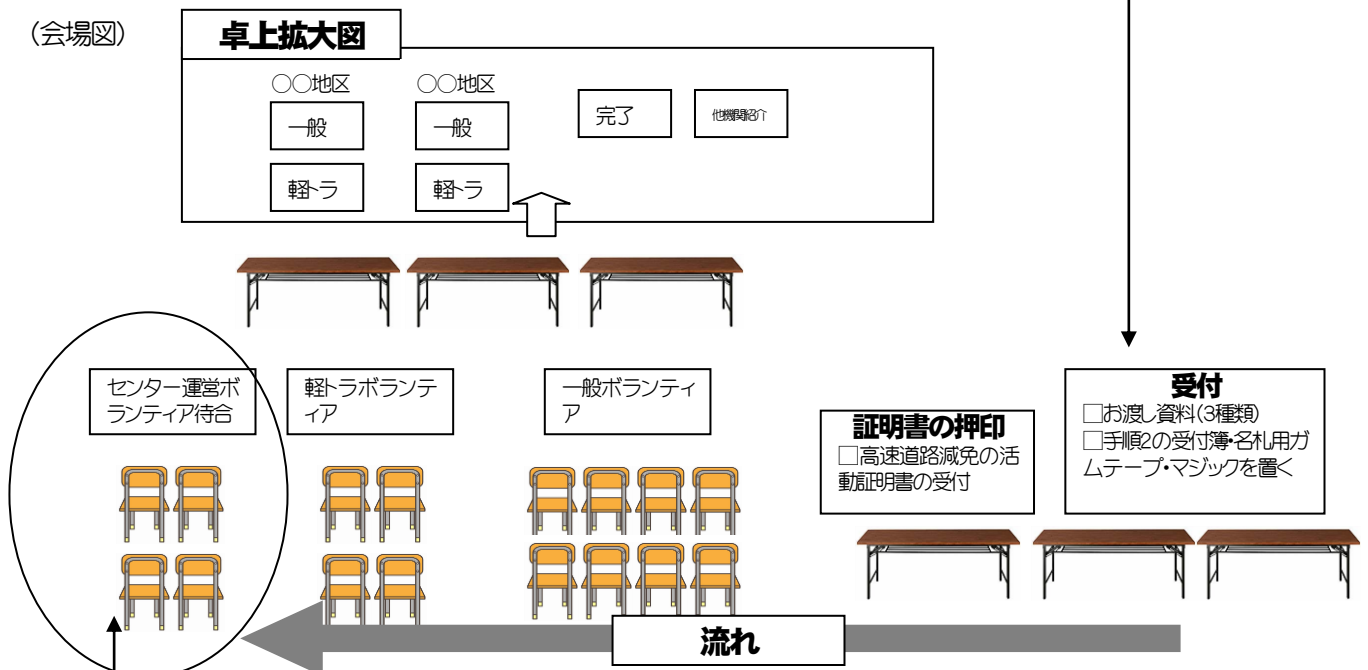 (会場図)
卓上拡大図
○○地区
○○地区
一般
一般
完了
他機関紹介
軽トラ
軽トラ
センター運営ボ
ランティア待合
軽トラボランテ
ィア
一般ボランティ
ア
証明書の押印
□高速道路減免の活
動証明書の受付
受付
□お渡し資料(3種類)
□手順2の受付簿・名札用ガ
ムテープ・マジックを置く
流れ